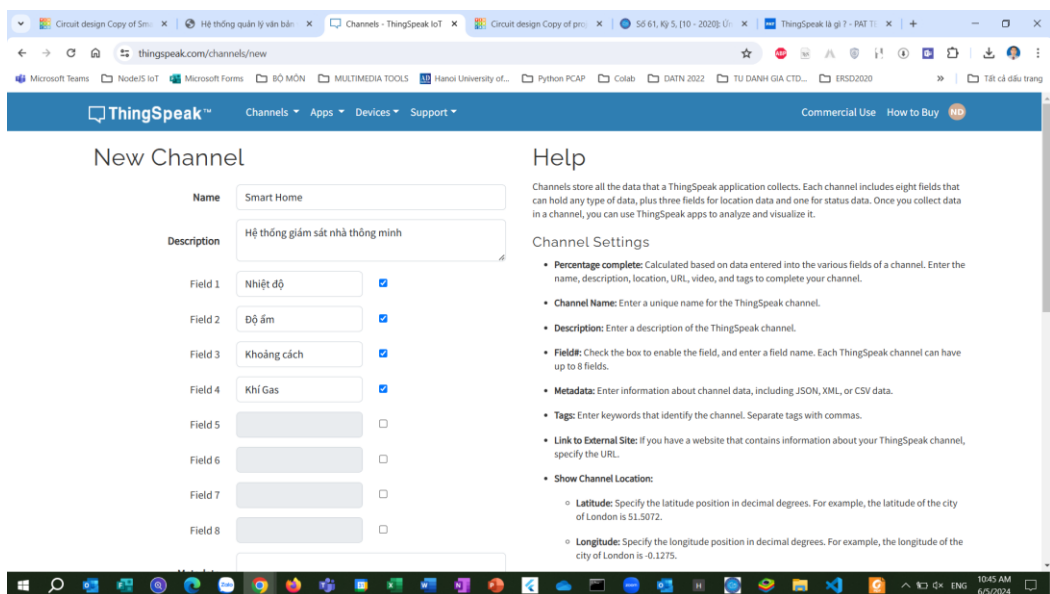 Circuit design Copy of Sm
Hệ thống quản lý văn bản
Channels - ThingSpeak IoT
Circuit design Copy of pro
Số 61, Kỳ 5, [10 - 2020]: Ứn
ThingSpeak là gì ? - PAT
thingspeak.com/channels/new
Microsoft Teams
NodeJS IoT
Microsoft Forms
BỘ MÔN
MULTIMEDIA TOOLS
Hanoi University of...
Python PCAP
Colab
DATN 2022
TU DANH GIA CTD...
ERSD2020
Tất cả dấu trang
ThingSpeak™
Channels
Apps
Devices
Support
Commercial Use
How to Buy
ND
New Channel
Name
Smart Home
Description
Hệ thống giám sát nhà thông minh
Field 1
Nhiệt độ
Field 2
Độ ẩm
Field 3
Khoảng cách
Field 4
Khí Gas
Field 5
Field 6
Field 7
Field 8
Help
Channels store all the data that a ThingSpeak application collects. Each channel includes eight fields that
can hold any type of data, plus three fields for location data and one for status data. Once you collect data
in a channel, you can use ThingSpeak apps to analyze and visualize it.
Channel Settings
• Percentage complete: Calculated based on data entered into the various fields of a channel. Enter the
name, description, location, URL, video, and tags to complete your channel.
• Channel Name: Enter a unique name for the ThingSpeak channel.
• Description: Enter a description of the ThingSpeak channel.
• Field#: Check the box to enable the field, and enter a field name. Each ThingSpeak channel can have
up to 8 fields.
• Metadata: Enter information about channel data, including JSON, XML, or CSV data.
• Tags: Enter keywords that identify the channel. Separate tags with commas.
• Link to External Site: If you have a website that contains information about your ThingSpeak channel,
specify the URL.
• Show Channel Location:
◦ Latitude: Specify the latitude position in decimal degrees. For example, the latitude of the city
of London is 51.5072.
◦ Longitude: Specify the longitude position in decimal degrees. For example, the longitude of the
city of London is -0.1275.
ENG
10:45 AM
6/5/2024